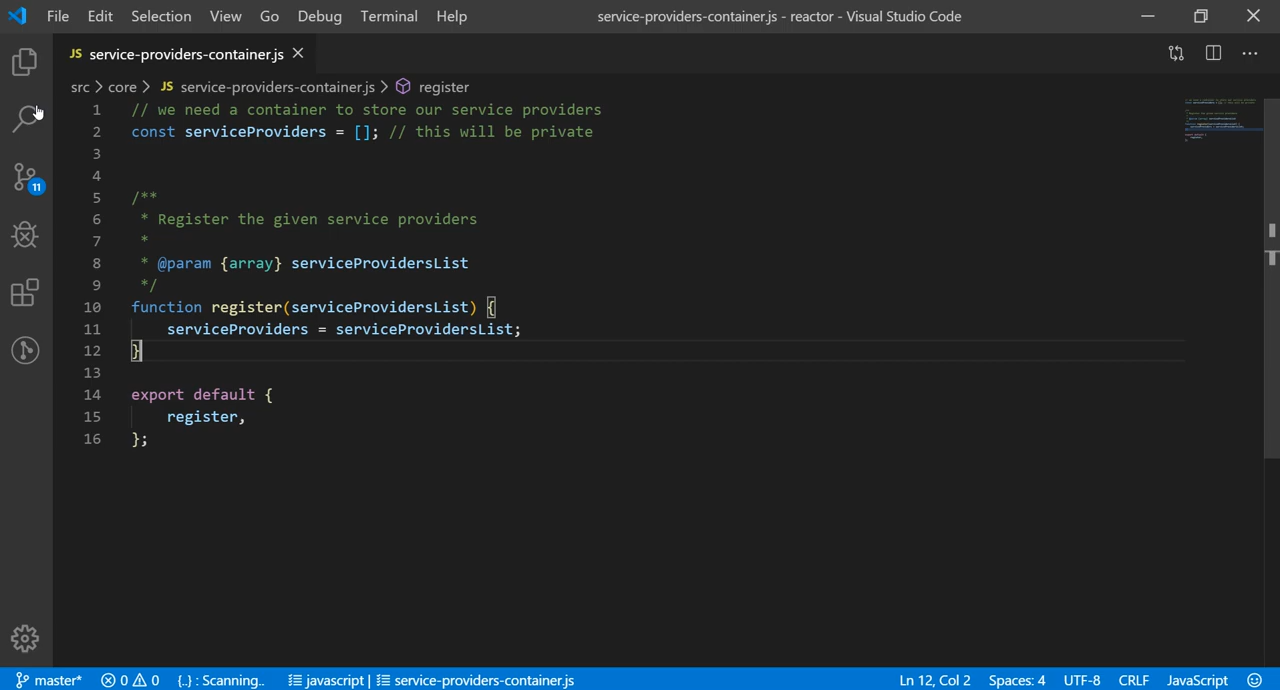 File Edit Selection View Go Debug Terminal Help service-providers-container.js - reactor - Visual Studio Code
JS service-providers-container.js
src > core > JS service-providers-container.js > register
1 // we need a container to store our service providers
2 const serviceProviders = []; // this will be private
3
4
5 /**
6 * Register the given service providers
7 *
8 * @param {array} serviceProvidersList
9 */
10 function register(serviceProvidersList) {
11 serviceProviders = serviceProvidersList;
12 }
13
14 export default {
15 register,
16 };
11
master* 0 0 {..} : Scanning.. javascript | service-providers-container.js Ln 12, Col 2 Spaces: 4 UTF-8 CRLF JavaScript